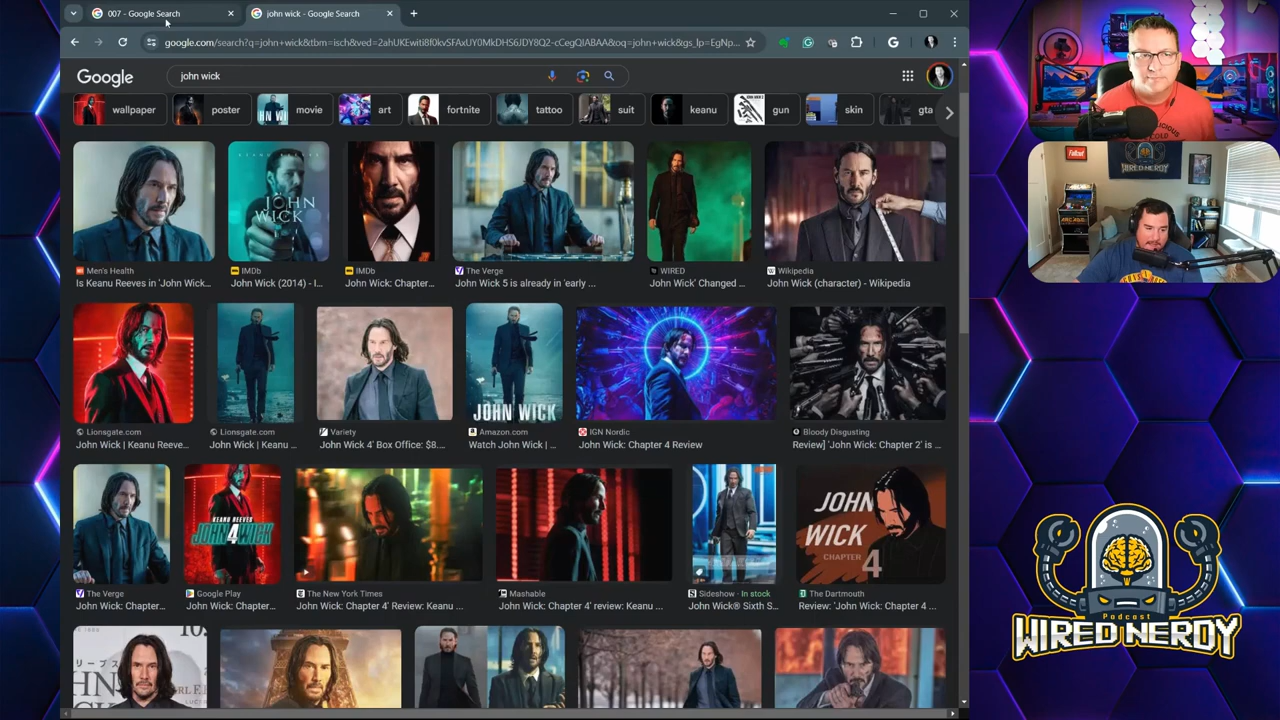 007 - Google Search
john wick - Google Search
google.com/search?q=john+wick&tbm=isch&ved=2ahUKEwiti8f0kvSFAxUY0MkDHS6JDY8Q2-cCegQIABAA&oq=john+wick&gs_lp=EgNp...
Google
john wick
wallpaper
poster
movie
art
fortnite
tattoo
suit
keanu
gun
skin
gta
JOHN WICK
Men's Health
Is Keanu Reeves in 'John Wick...
IMDb
John Wick (2014) - I...
IMDb
John Wick: Chapter...
The Verge
John Wick 5 is already in 'early ...
WIRED
John Wick' Changed ...
Wikipedia
John Wick (character) - Wikipedia
JOHN WICK
Lionsgate.com
John Wick | Keanu Reeve...
Lionsgate.com
John Wick | Keanu ...
Variety
John Wick 4' Box Office: $8....
Amazon.com
Watch John Wick | ...
IGN Nordic
John Wick: Chapter 4 Review
Bloody Disgusting
Review] 'John Wick: Chapter 2' is ...
KEANU REEVES
JOHN WICK 4
JOHN
WICK
CHAPTER 4
The Verge
John Wick: Chapter...
Google Play
John Wick: Chapter...
The New York Times
John Wick: Chapter 4' Review: Keanu ...
Mashable
John Wick: Chapter 4' review: Keanu ...
Sideshow · In stock
John Wick® Sixth S...
The Dartmouth
Review: 'John Wick: Chapter 4 ...
Fallout
WIRED NERDY
ARCADE
Podcast
WIRED NERDY